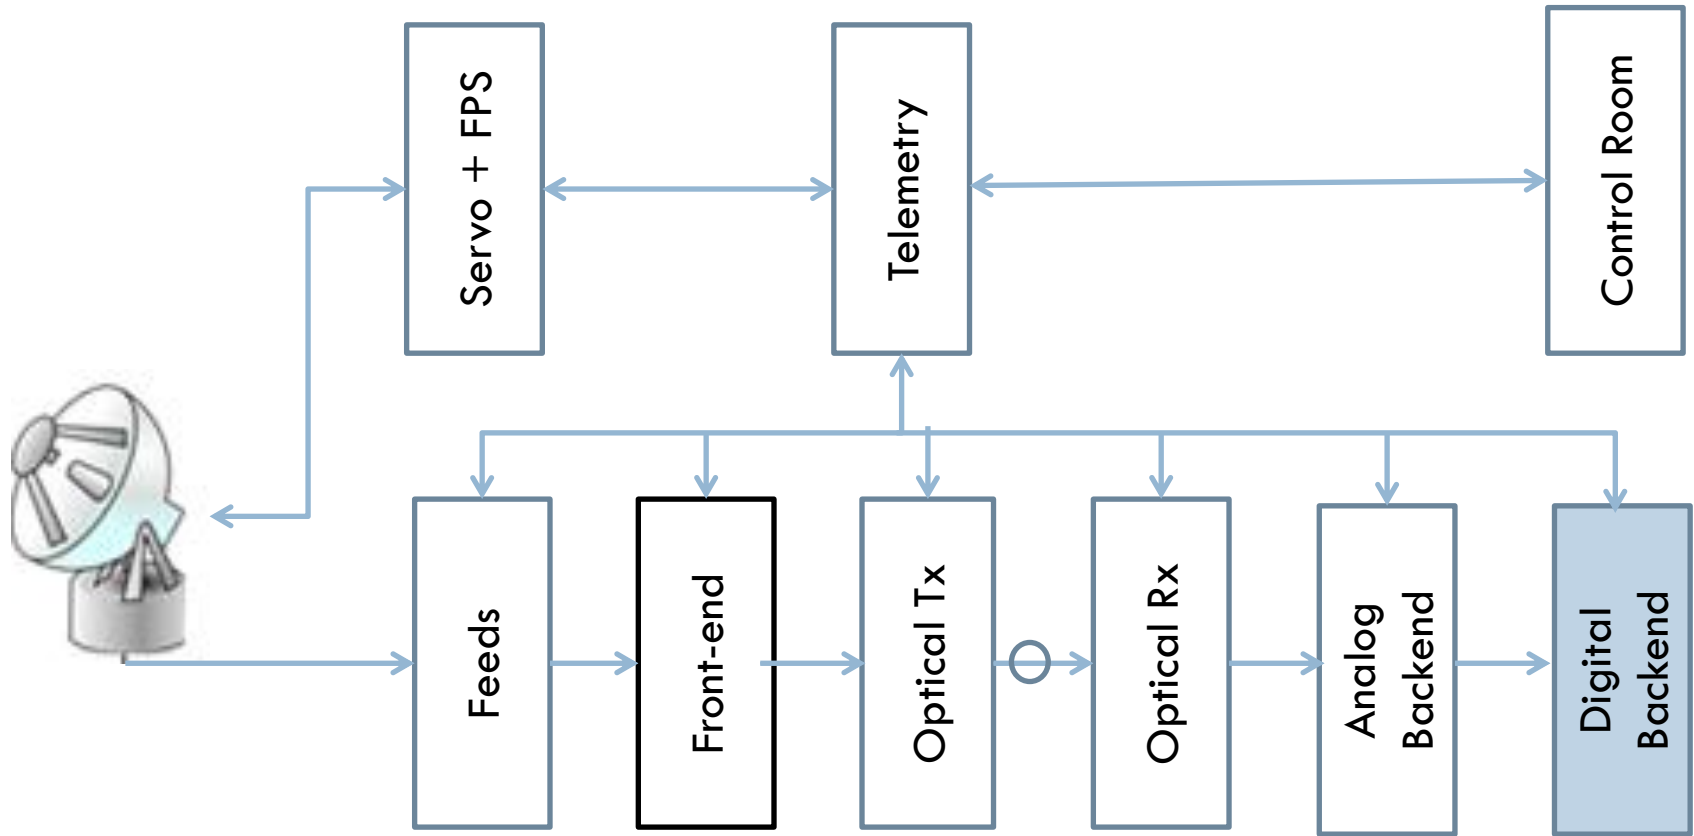 Servo + FPS
Telemetry
Control Room
Feeds
Front-end
Optical Tx
Optical Rx
Analog
Backend
Digital
Backend